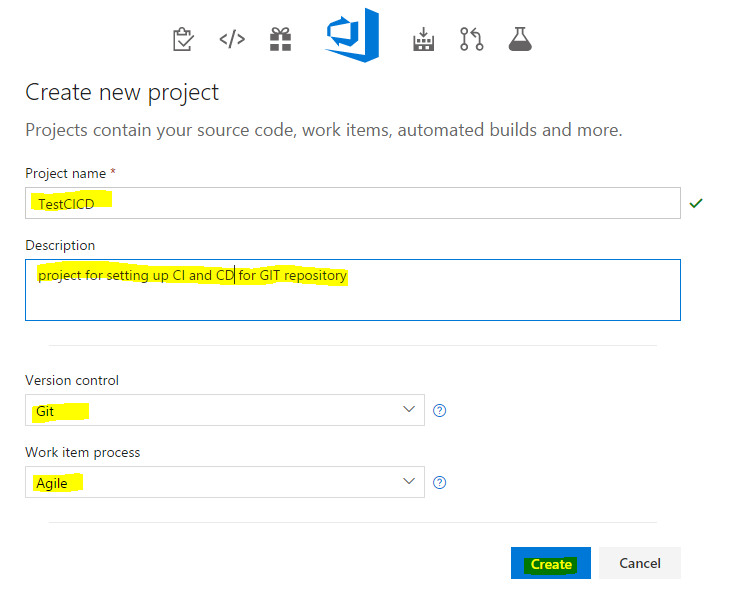 Create new project
Projects contain your source code, work items, automated builds and more.
Project name *
TestCICD
Description
project for setting up CI and CD for GIT repository
Version control
Git
Work item process
Agile
Create Cancel